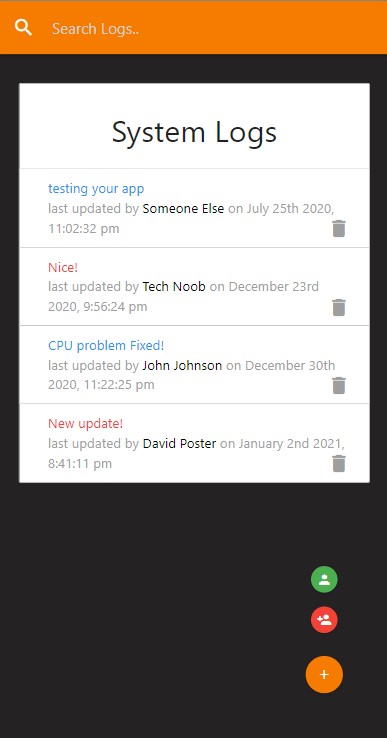 Search Logs..
System Logs
testing your app
last updated by Someone Else on July 25th 2020,
11:02:32 pm
Nice!
last updated by Tech Noob on December 23rd
2020, 9:56:24 pm
CPU problem Fixed!
last updated by John Johnson on December 30th
2020, 11:22:25 pm
New update!
last updated by David Poster on January 2nd 2021,
8:41:11 pm